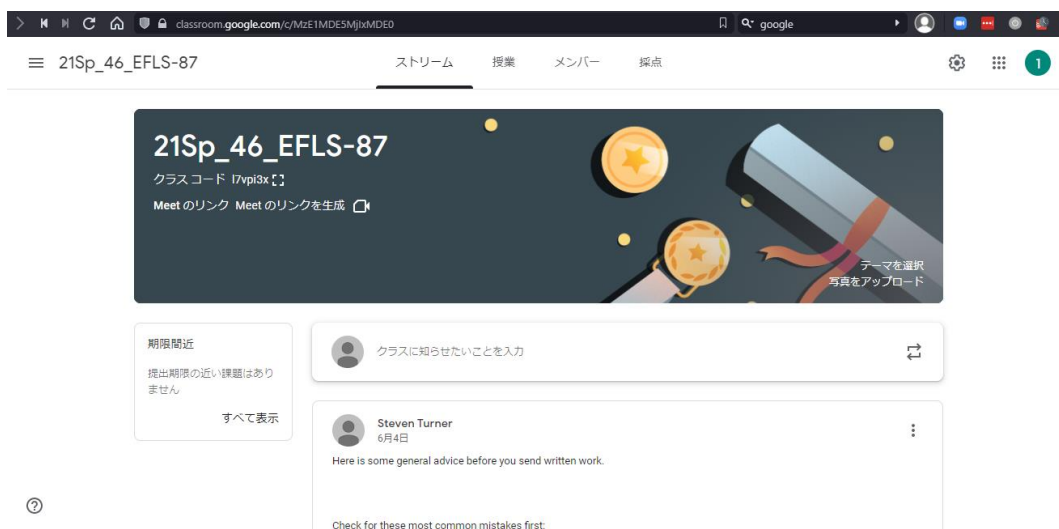 classroom.google.com/c/MzE1MDE5MjIxMDE0
google
21Sp_46_EFLS-87
ストリーム
授業
メンバー
採点
1
21Sp_46_EFLS-87
クラス コード l7vpi3x
Meet のリンク Meet のリンクを生成
テーマを選択
写真をアップロード
期限間近
提出期限の近い課題はあり
ません
すべて表示
クラスに知らせたいことを入力
Steven Turner
6月4日
Here is some general advice before you send written work.
Check for these most common mistakes first: